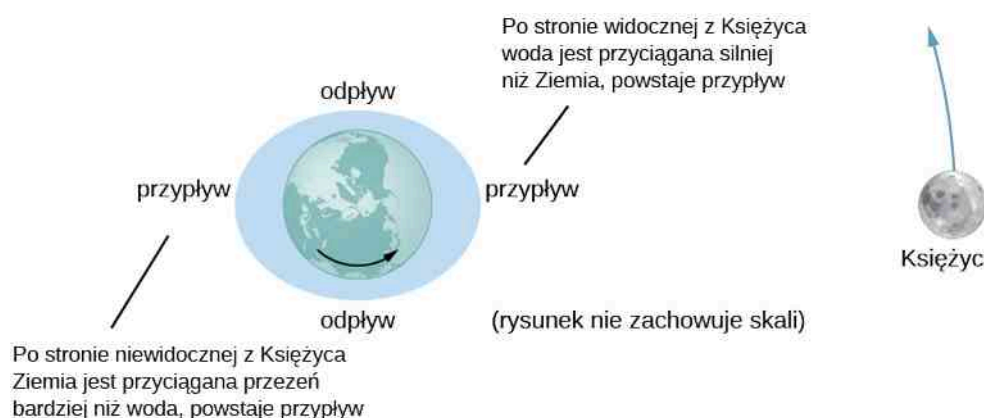 Po stronie widocznej z Księżyca
woda jest przyciągana silniej
niż Ziemia, powstaje przypływ
odpływ
przypływ
przypływ
Księżyc
odpływ
(rysunek nie zachowuje skali)
Po stronie niewidocznej z Księżyca
Ziemia jest przyciągana przezeń
bardziej niż woda, powstaje przypływ